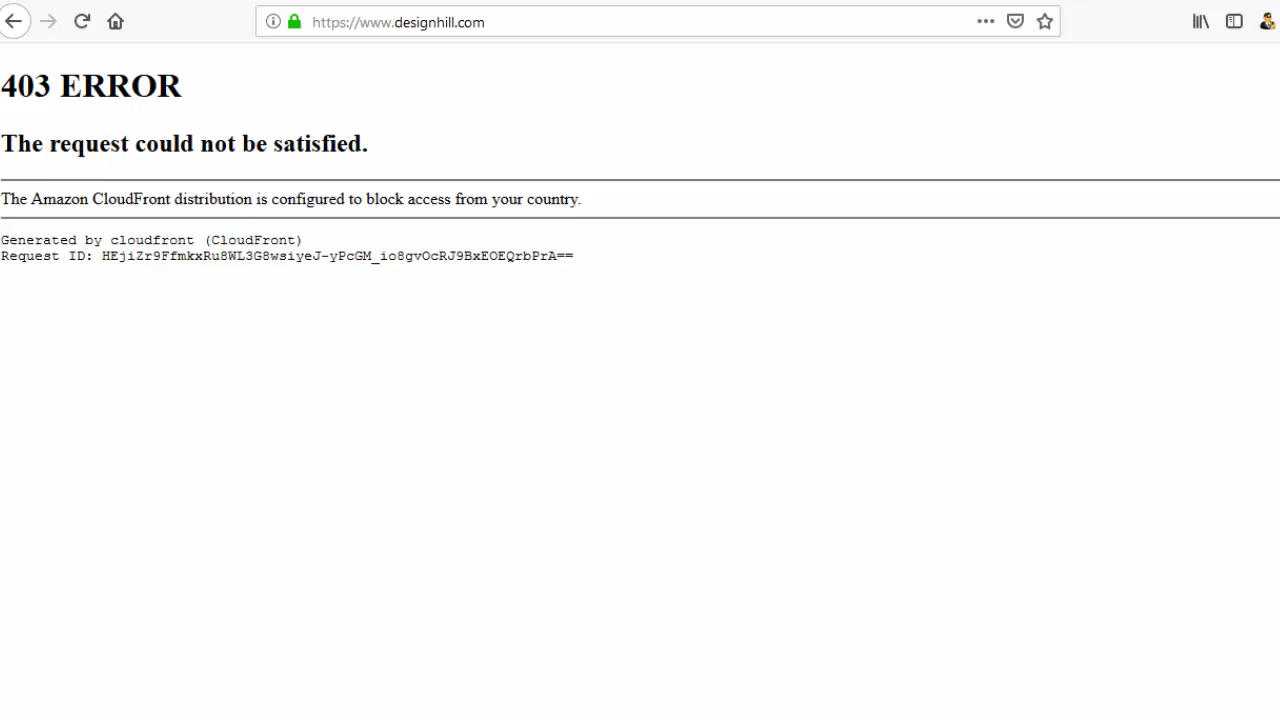 https://www.designhill.com
403 ERROR
The request could not be satisfied.
The Amazon CloudFront distribution is configured to block access from your country.
Generated by cloudfront (CloudFront)
Request ID: HEjiZr9FfmkxRu8WL3G8wsiyeJ-yPcGM_io8gvOcRJ9BxEOEQrbPrA==